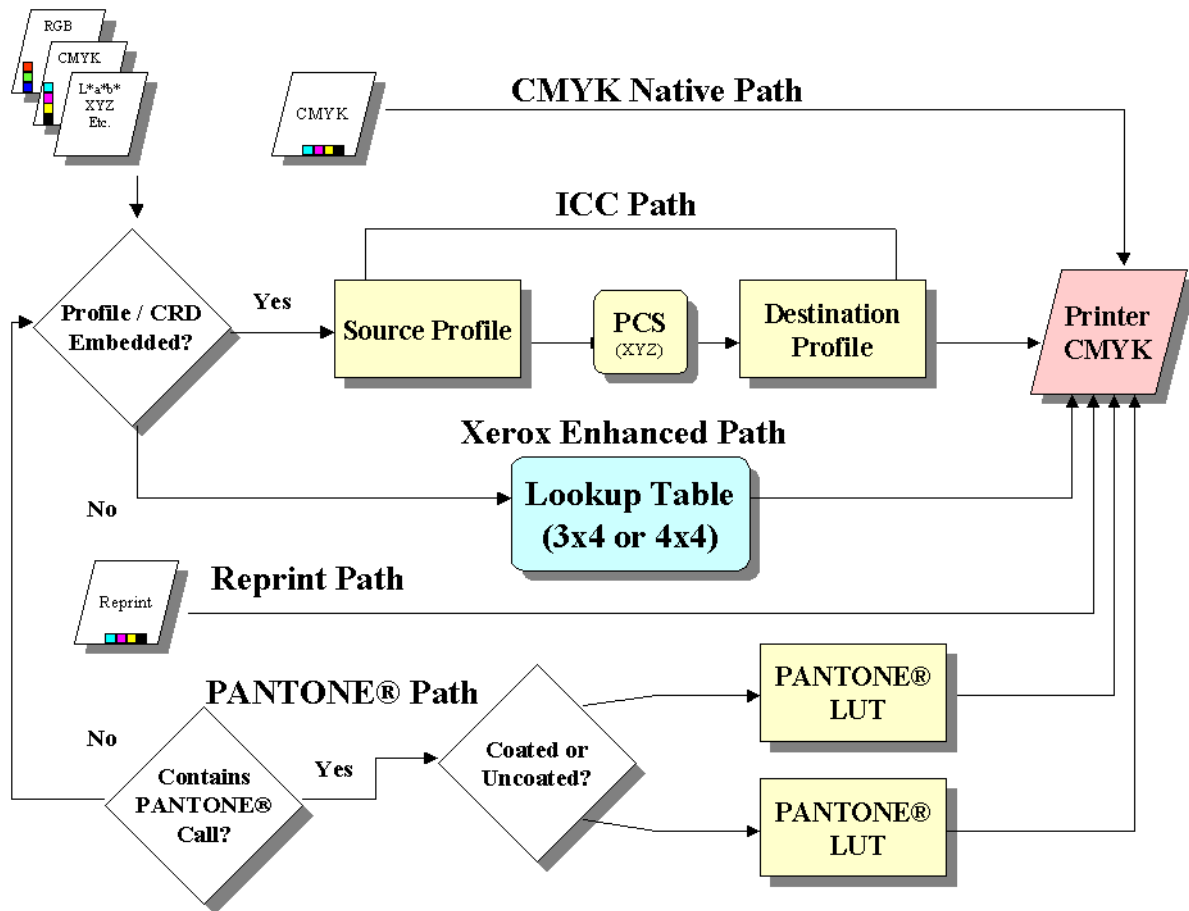 RGB
CMYK
L*a*b*
XYZ
Etc.
CMYK
CMYK Native Path
ICC Path
Profile / CRD
Embedded?
Yes
Source Profile
PCS
(XYZ)
Destination
Profile
Printer
CMYK
Xerox Enhanced Path
No
Lookup Table
(3x4 or 4x4)
Reprint Path
Reprint
PANTONE® Path
No
Contains
PANTONE®
Call?
Yes
Coated or
Uncoated?
PANTONE®
LUT
PANTONE®
LUT